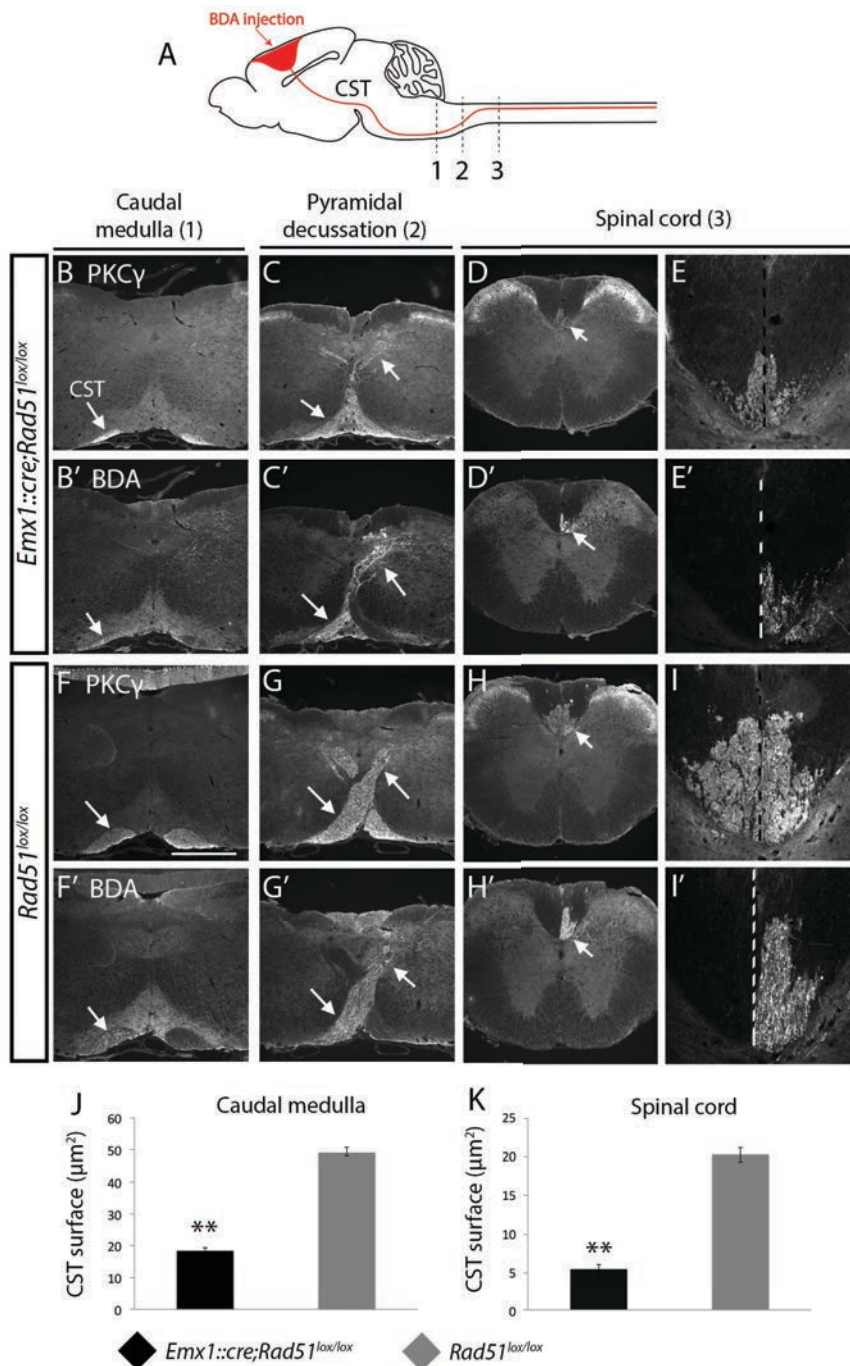 BDA injection
A
CST
1 2 3
Caudal medulla (1)
Pyramidal decussation (2)
Spinal cord (3)
Emx1::cre;Rad51lox/lox
B PKCγ
CST
C
D
E
B' BDA
C'
D'
E'
Rad51lox/lox
F PKCγ
G
H
I
F' BDA
G'
H'
I'
J
Caudal medulla
CST surface (µm²)
60
50
40
30
20
10
0
**
K
Spinal cord
CST surface (µm²)
25
20
15
10
5
0
**
Emx1::cre;Rad51lox/lox
Rad51lox/lox